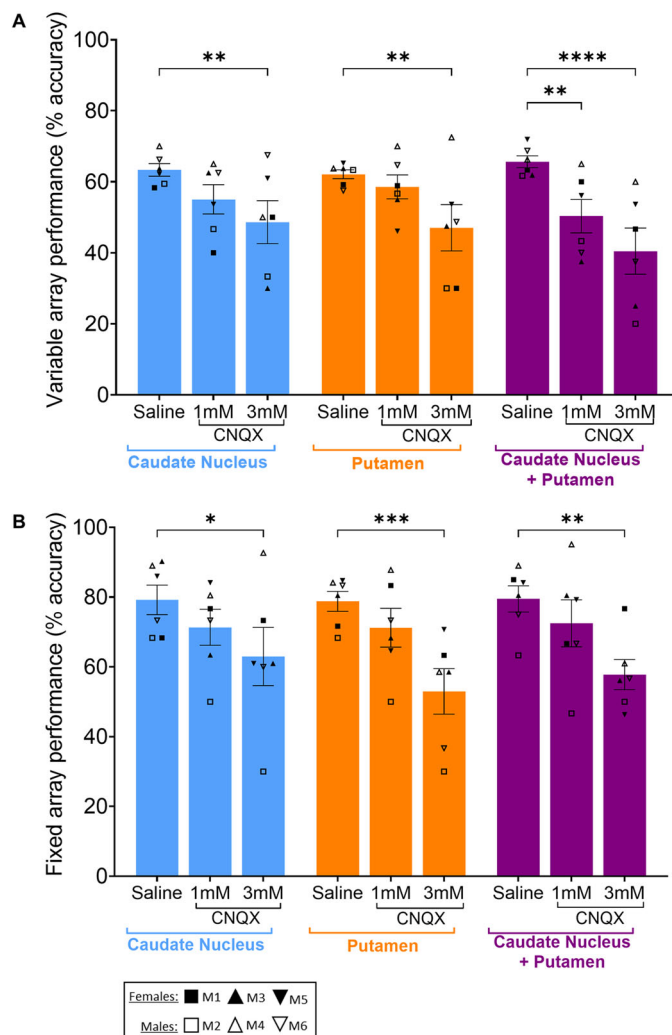 A
Variable array performance (% accuracy)
100
80
60
40
20
0
** ** **** **
Saline 1mM 3mM Saline 1mM 3mM Saline 1mM 3mM
CNQX CNQX CNQX
Caudate Nucleus Putamen Caudate Nucleus
+ Putamen
B
Fixed array performance (% accuracy)
100
80
60
40
20
0
* *** **
Saline 1mM 3mM Saline 1mM 3mM Saline 1mM 3mM
CNQX CNQX CNQX
Caudate Nucleus Putamen Caudate Nucleus
+ Putamen
Females: M1 M3 M5
Males: M2 M4 M6